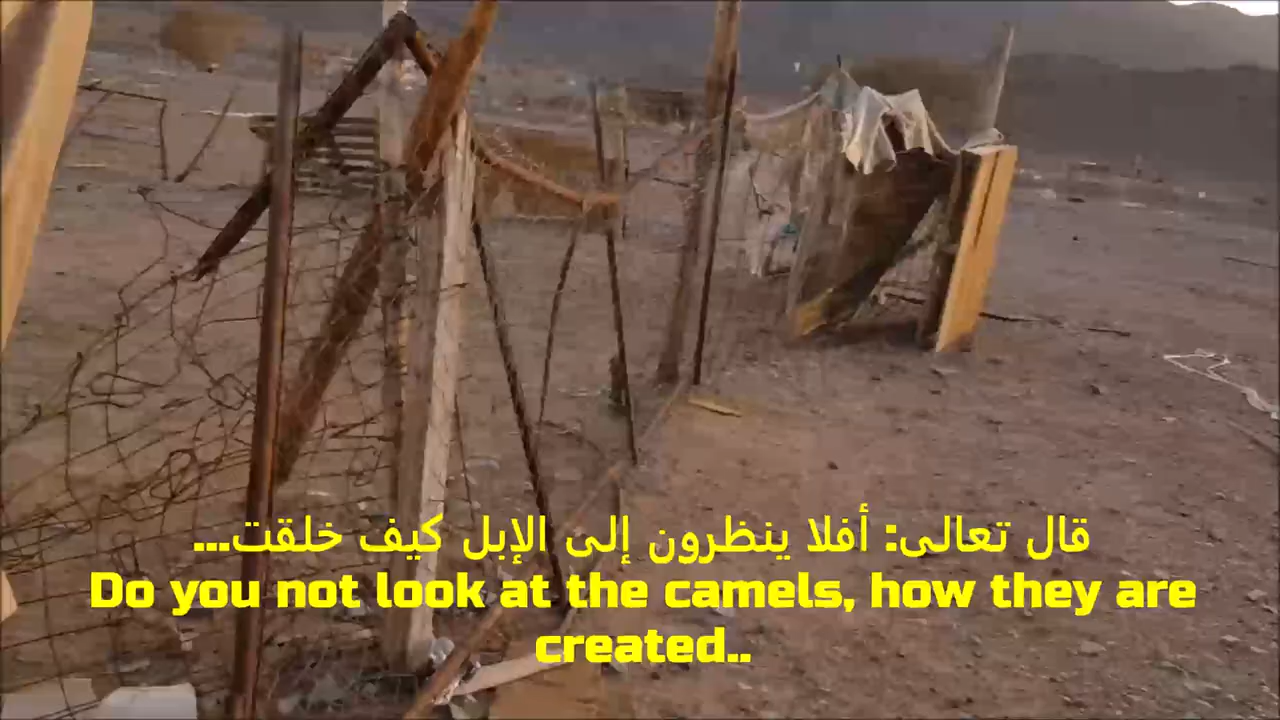 قال تعالى: أفلا ينظرون إلى الإبل كيف خلقت...
Do you not look at the camels, how they are
created..